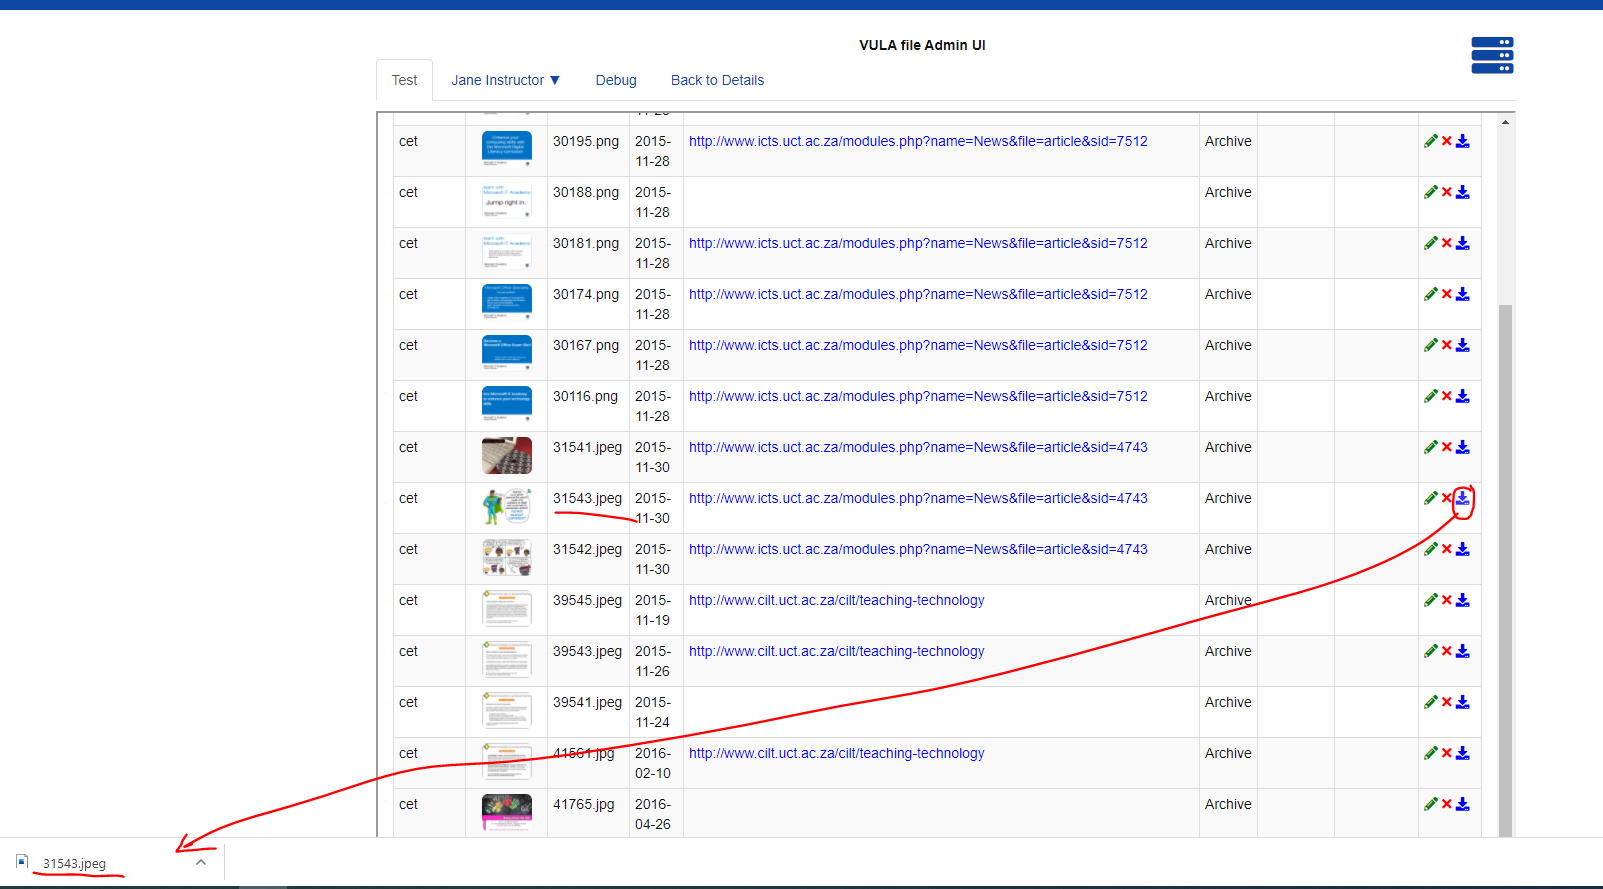 VULA file Admin UI
Test Jane Instructor ▼ Debug Back to Details
cet 30195.png 2015-11-28 http://www.icts.uct.ac.za/modules.php?name=News&file=article&sid=7512 Archive
cet Jump right in. 30188.png 2015-11-28 Archive
cet 30181.png 2015-11-28 http://www.icts.uct.ac.za/modules.php?name=News&file=article&sid=7512 Archive
cet 30174.png 2015-11-28 http://www.icts.uct.ac.za/modules.php?name=News&file=article&sid=7512 Archive
cet 30167.png 2015-11-28 http://www.icts.uct.ac.za/modules.php?name=News&file=article&sid=7512 Archive
cet 30116.png 2015-11-28 http://www.icts.uct.ac.za/modules.php?name=News&file=article&sid=7512 Archive
cet 31541.jpeg 2015-11-30 http://www.icts.uct.ac.za/modules.php?name=News&file=article&sid=4743 Archive
cet 31543.jpeg 2015-11-30 http://www.icts.uct.ac.za/modules.php?name=News&file=article&sid=4743 Archive
cet 31542.jpeg 2015-11-30 http://www.icts.uct.ac.za/modules.php?name=News&file=article&sid=4743 Archive
cet 39545.jpeg 2015-11-19 http://www.cilt.uct.ac.za/cilt/teaching-technology Archive
cet 39543.jpeg 2015-11-26 http://www.cilt.uct.ac.za/cilt/teaching-technology Archive
cet 39541.jpeg 2015-11-24 Archive
cet 41561.jpg 2016-02-10 http://www.cilt.uct.ac.za/cilt/teaching-technology Archive
cet 41765.jpg 2016-04-26 Archive
31543.jpeg